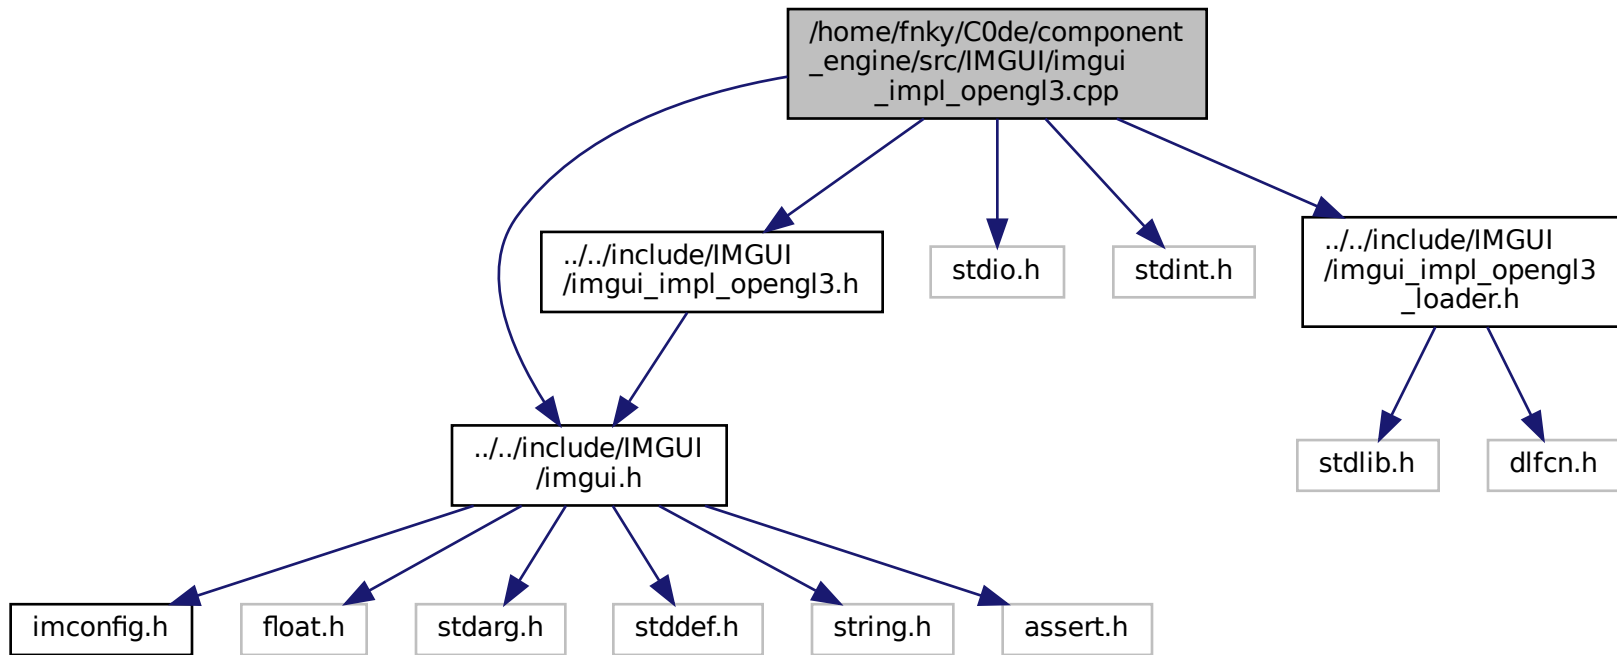 /home/fnky/C0de/component
_engine/src/IMGUI/imgui
_impl_opengl3.cpp
../../include/IMGUI
/imgui_impl_opengl3.h
stdio.h
stdint.h
../../include/IMGUI
/imgui_impl_opengl3
_loader.h
../../include/IMGUI
/imgui.h
stdlib.h
dlfcn.h
imconfig.h
float.h
stdarg.h
stddef.h
string.h
assert.h